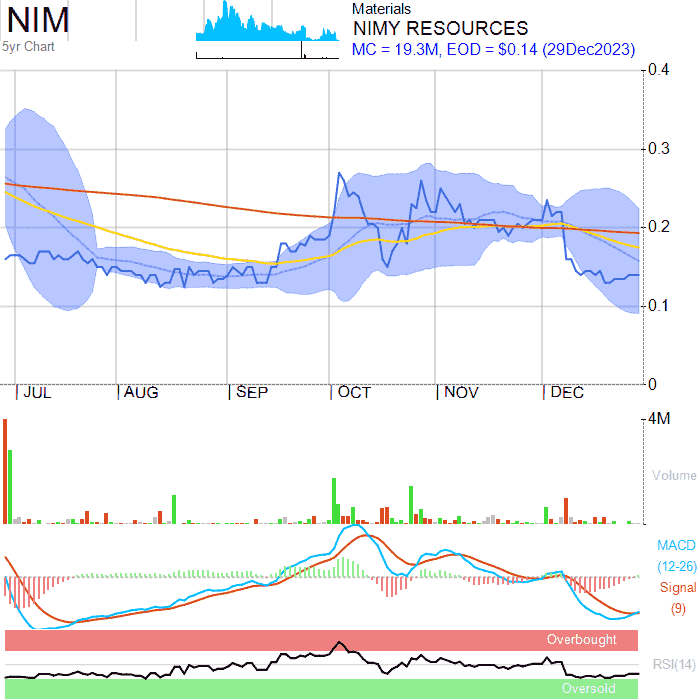 NIM
5yr Chart
Materials
NIMY RESOURCES
MC = 19.3M, EOD = $0.14 (29Dec2023)
0.4
0.3
0.2
0.1
0
JUL AUG SEP OCT NOV DEC
4M
Volume
MACD
(12-26)
Signal
(9)
Overbought
RSI(14)
Oversold